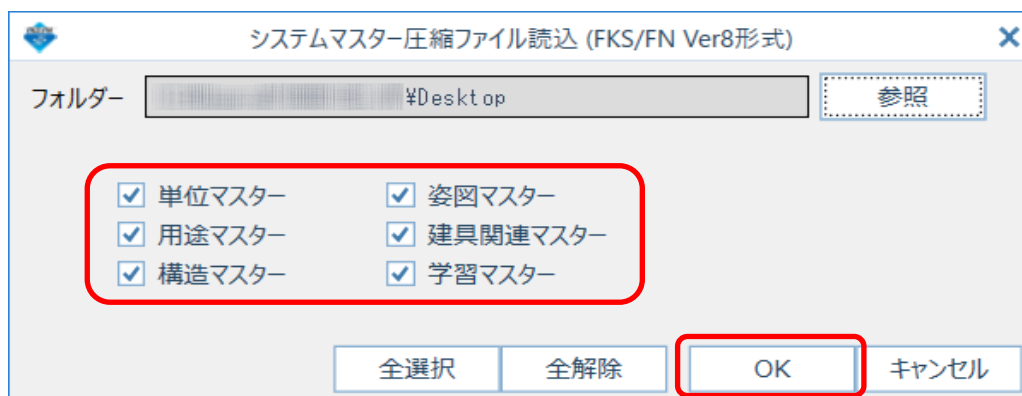 システムマスター圧縮ファイル読込 (FKS/FN Ver8形式)
フォルダー ¥Desktop 参照
単位マスター 姿図マスター
用途マスター 建具関連マスター
構造マスター 学習マスター
全選択 全解除 OK キャンセル